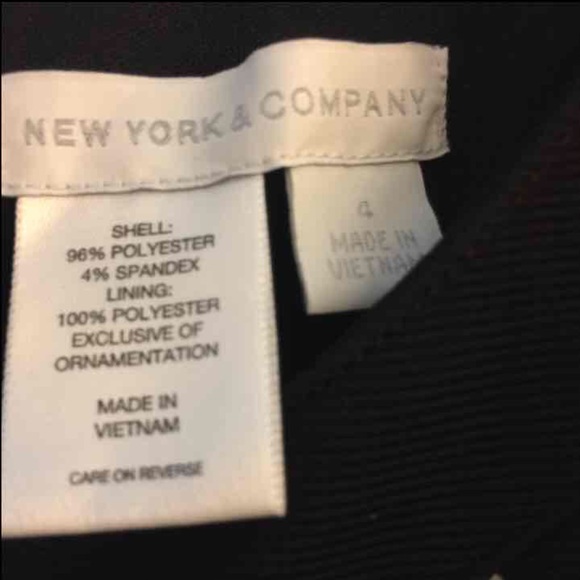 NEW YORK & COMPANY
SHELL:
96% POLYESTER
4% SPANDEX
LINING:
100% POLYESTER
EXCLUSIVE OF
ORNAMENTATION
MADE IN
VIETNAM
CARE ON REVERSE
4
MADE IN
VIETNAM